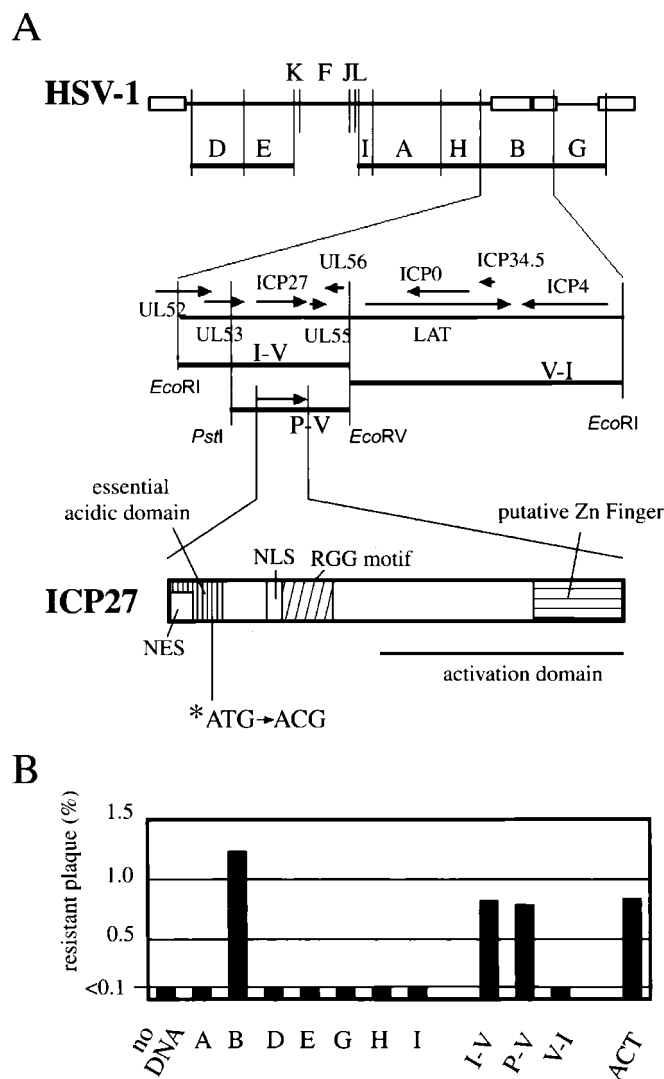 A
K F JL
HSV-1
D E I A H B G
UL56 ICP34.5
ICP27 ICP0 ICP4
UL52
UL53 UL55 LAT
I-V
V-I
EcoRI
P-V
PstI EcoRV EcoRI
essential
acidic domain
putative Zn Finger
NLS RGG motif
ICP27
NES
activation domain
*ATG→ACG
B
resistant plaque (%)
1.5
1.0
0.5
<0.1
no DNA A B D E G H I I-V P-V V-I ACT